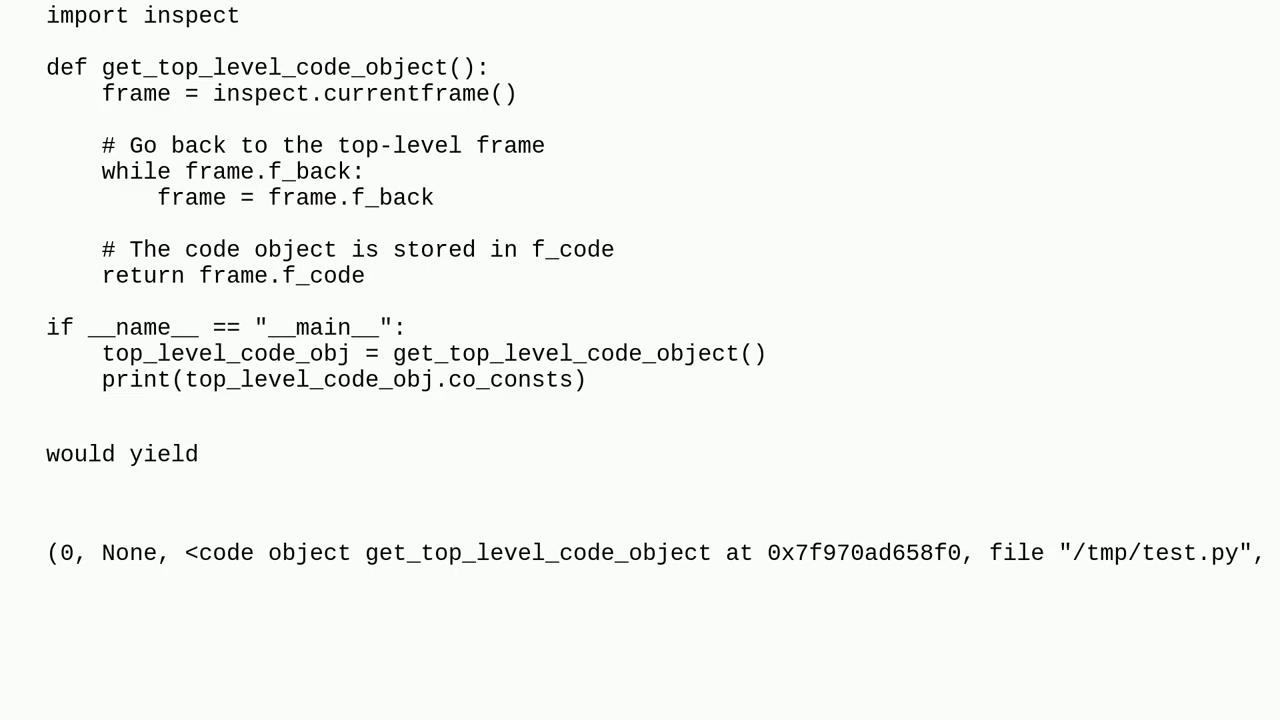 import inspect
def get_top_level_code_object():
    frame = inspect.currentframe()
    # Go back to the top-level frame
    while frame.f_back:
        frame = frame.f_back
    # The code object is stored in f_code
    return frame.f_code
if __name__ == "__main__":
    top_level_code_obj = get_top_level_code_object()
    print(top_level_code_obj.co_consts)
would yield
(0, None, <code object get_top_level_code_object at 0x7f970ad658f0, file "/tmp/test.py",